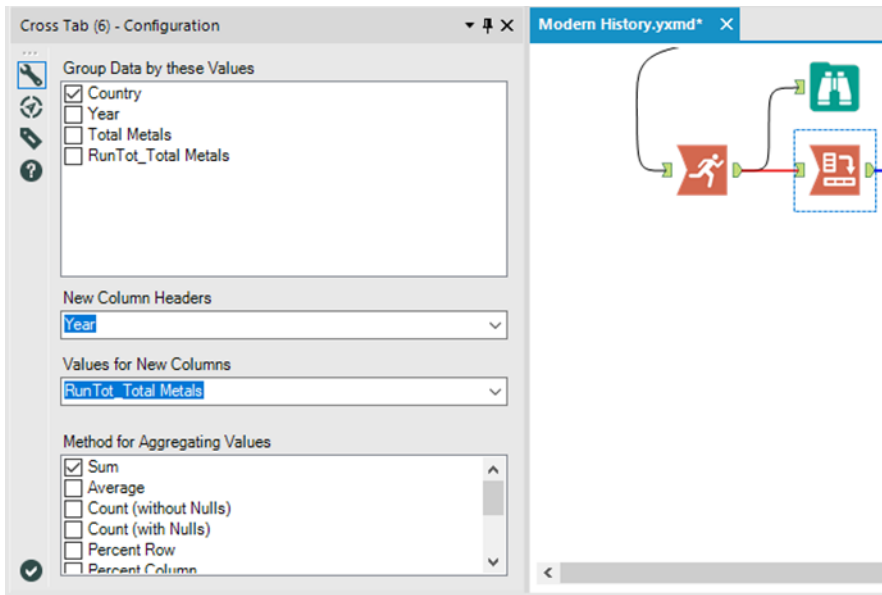 Cross Tab (6) - Configuration
Modern History.yxmd*
Group Data by these Values
Country
Year
Total Metals
RunTot_Total Metals
New Column Headers
Year
Values for New Columns
RunTot_Total Metals
Method for Aggregating Values
Sum
Average
Count (without Nulls)
Count (with Nulls)
Percent Row
Percent Column